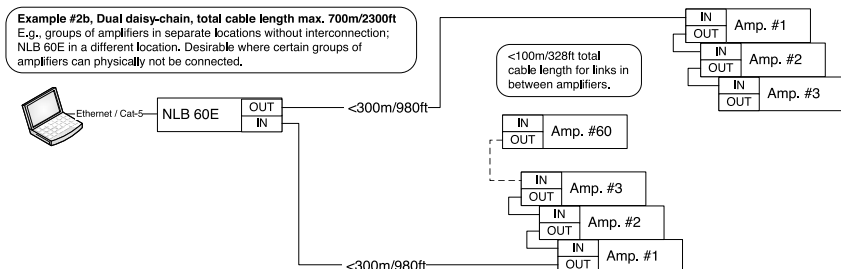 Example #2b, Dual daisy-chain, total cable length max. 700m/2300ft
E.g., groups of amplifiers in separate locations without interconnection;
NLB 60E in a different location. Desirable where certain groups of
amplifiers can physically not be connected.
IN
OUT
Amp. #1
IN
OUT
Amp. #2
IN
OUT
Amp. #3
<100m/328ft total
cable length for links in
between amplifiers.
Ethernet / Cat-5
NLB 60E
OUT
IN
<300m/980ft
IN
OUT
Amp. #60
IN
OUT
Amp. #3
IN
OUT
Amp. #2
IN
OUT
Amp. #1
<300m/980ft